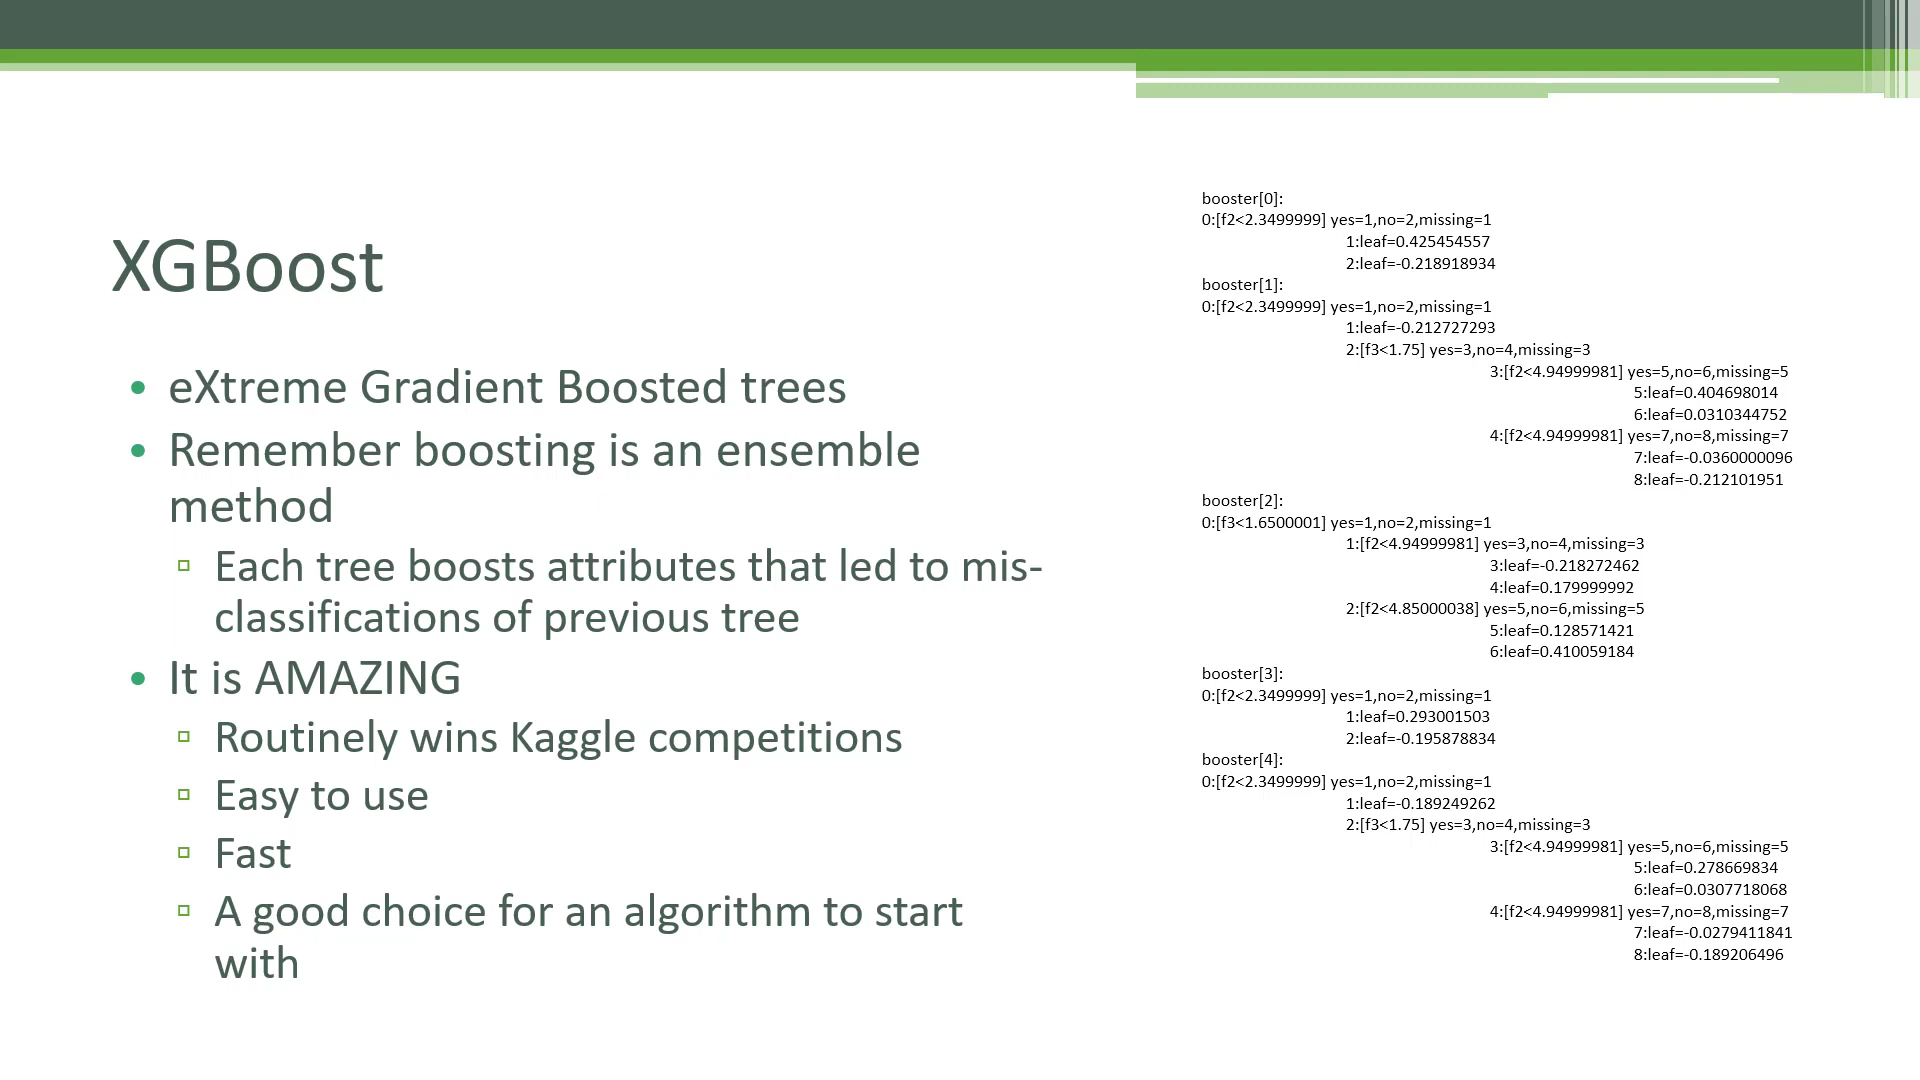 XGBoost
• eXtreme Gradient Boosted trees
• Remember boosting is an ensemble
method
▫ Each tree boosts attributes that led to mis-
classifications of previous tree
• It is AMAZING
▫ Routinely wins Kaggle competitions
▫ Easy to use
▫ Fast
▫ A good choice for an algorithm to start
with
booster[0]:
0:[f2<2.3499999] yes=1,no=2,missing=1
1:leaf=0.425454557
2:leaf=-0.218918934
booster[1]:
0:[f2<2.3499999] yes=1,no=2,missing=1
1:leaf=-0.212727293
2:[f3<1.75] yes=3,no=4,missing=3
3:[f2<4.94999981] yes=5,no=6,missing=5
5:leaf=0.404698014
6:leaf=0.0310344752
4:[f2<4.94999981] yes=7,no=8,missing=7
7:leaf=-0.0360000096
8:leaf=-0.212101951
booster[2]:
0:[f3<1.6500001] yes=1,no=2,missing=1
1:[f2<4.94999981] yes=3,no=4,missing=3
3:leaf=-0.218272462
4:leaf=0.179999992
2:[f2<4.85000038] yes=5,no=6,missing=5
5:leaf=0.128571421
6:leaf=0.410059184
booster[3]:
0:[f2<2.3499999] yes=1,no=2,missing=1
1:leaf=0.293001503
2:leaf=-0.195878834
booster[4]:
0:[f2<2.3499999] yes=1,no=2,missing=1
1:leaf=-0.189249262
2:[f3<1.75] yes=3,no=4,missing=3
3:[f2<4.94999981] yes=5,no=6,missing=5
5:leaf=0.278669834
6:leaf=0.0307718068
4:[f2<4.94999981] yes=7,no=8,missing=7
7:leaf=-0.0279411841
8:leaf=-0.189206496